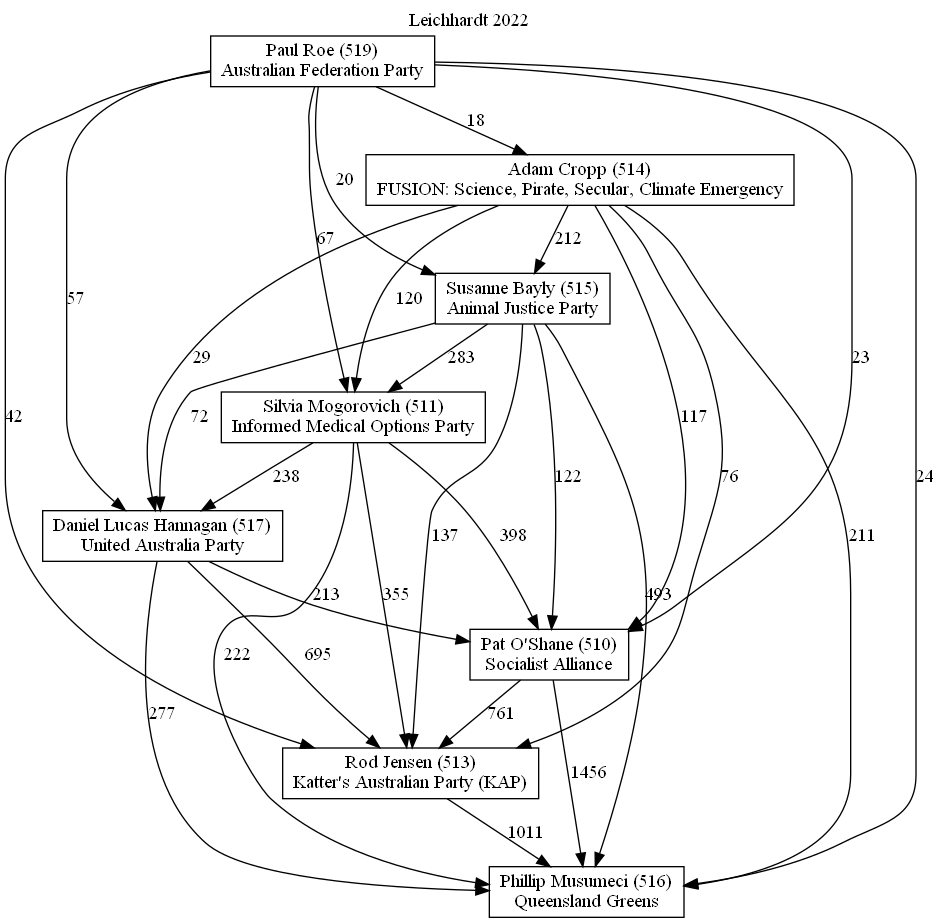 Leichhardt 2022
Paul Roe (519)
Australian Federation Party
18
Adam Cropp (514)
FUSION: Science, Pirate, Secular, Climate Emergency
20
67
212
Susanne Bayly (515)
Animal Justice Party
57
120
29
283
23
Silvia Mogorovich (511)
Informed Medical Options Party
42
72
117
238
122
76
24
Daniel Lucas Hannagan (517)
United Australia Party
137
398
211
213
355
493
Pat O'Shane (510)
Socialist Alliance
222
695
277
761
Rod Jensen (513)
Katter's Australian Party (KAP)
1456
1011
Phillip Musumeci (516)
Queensland Greens